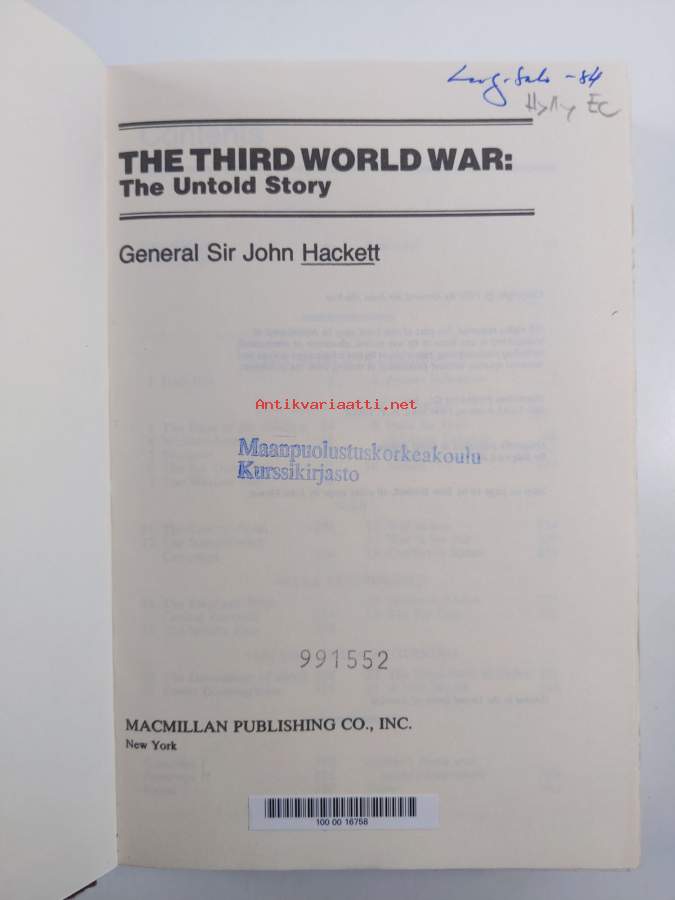 -84
THE THIRD WORLD WAR:
The Untold Story
General Sir John Hackett
Antikvariaatti.net
Maanpuolustuskorkeakoulu
Kurssikirjasto
991552
MACMILLAN PUBLISHING CO., INC.
New York
100 00 16758